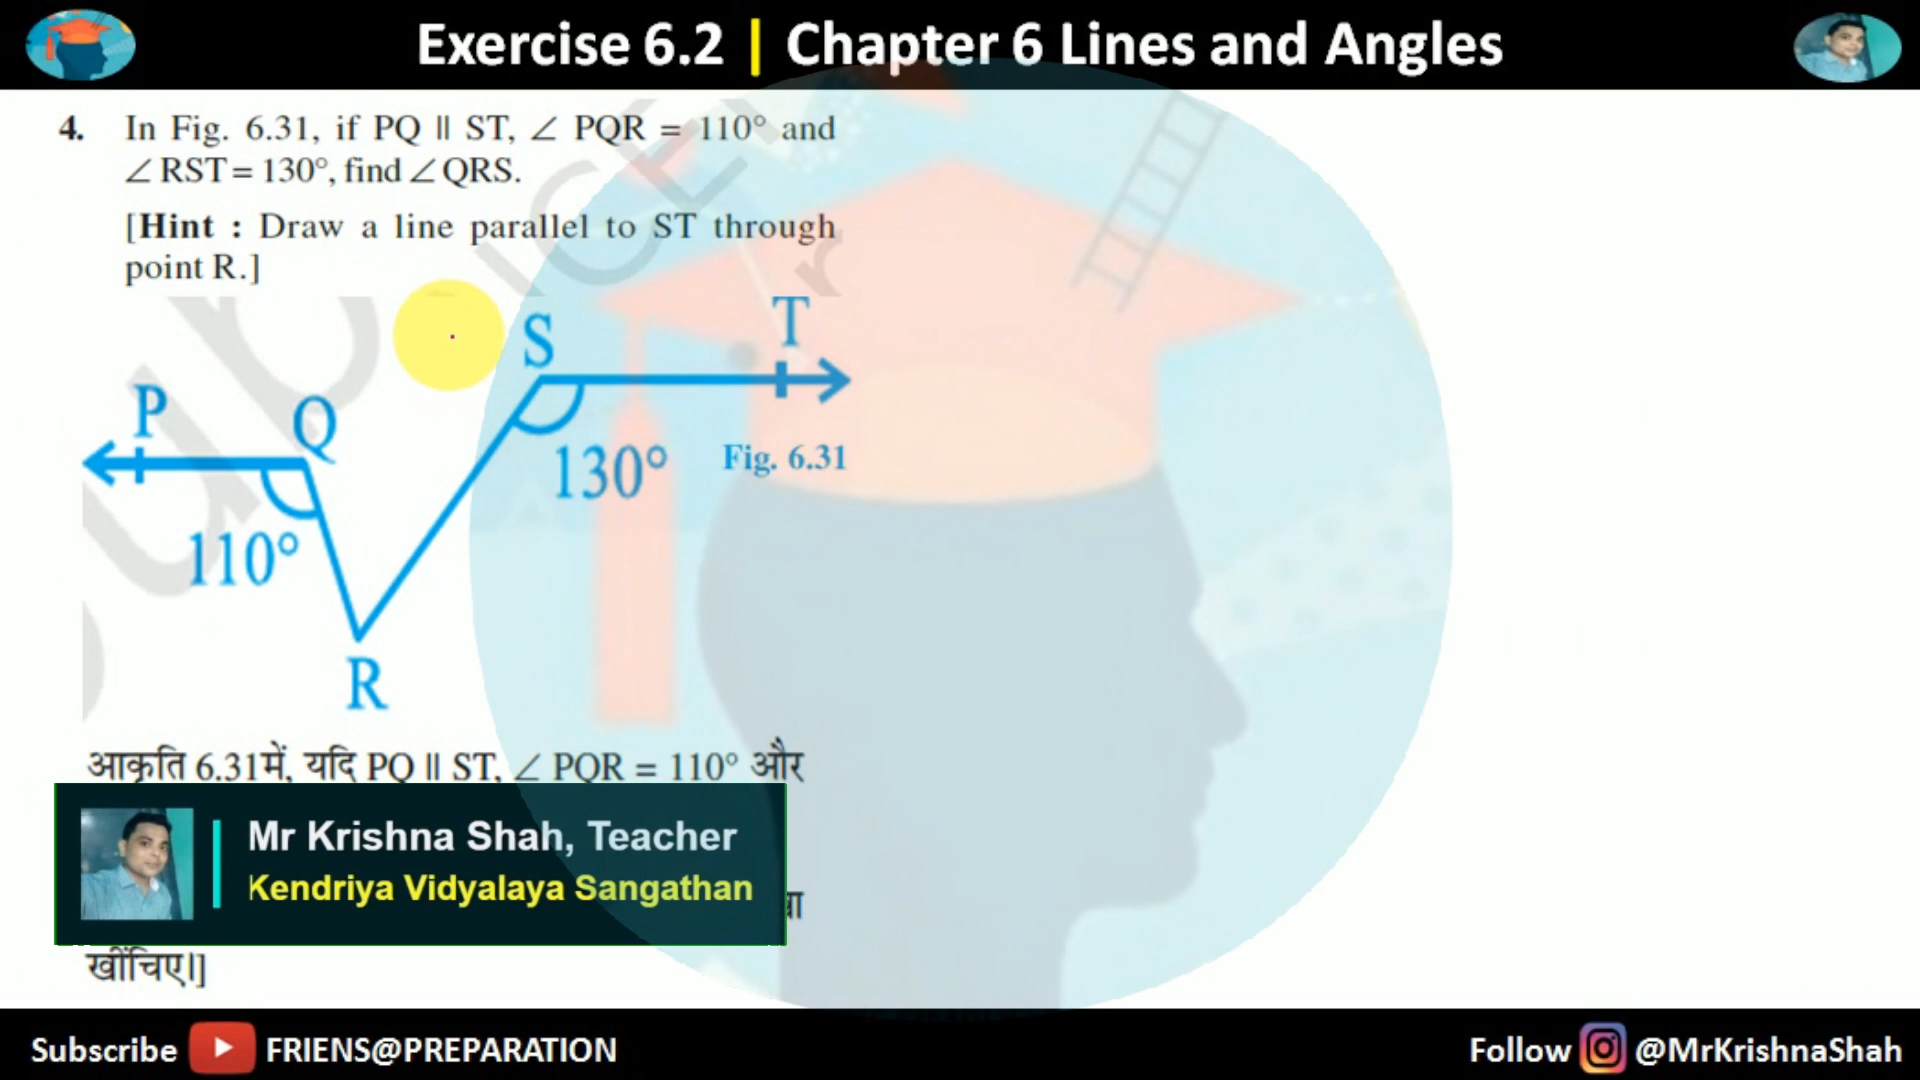 Exercise 6.2 | Chapter 6 Lines and Angles
4. In Fig. 6.31, if PQ || ST, ∠ PQR = 110° and
∠ RST = 130°, find ∠ QRS.
[Hint : Draw a line parallel to ST through
point R.]
T
S
P
Q
130°
Fig. 6.31
110°
R
आकृति 6.31में, यदि PQ || ST, ∠ PQR = 110° और
Mr Krishna Shah, Teacher
Kendriya Vidyalaya Sangathan
खींचिए।]
Subscribe FRIENS@PREPARATION
Follow @MrKrishnaShah